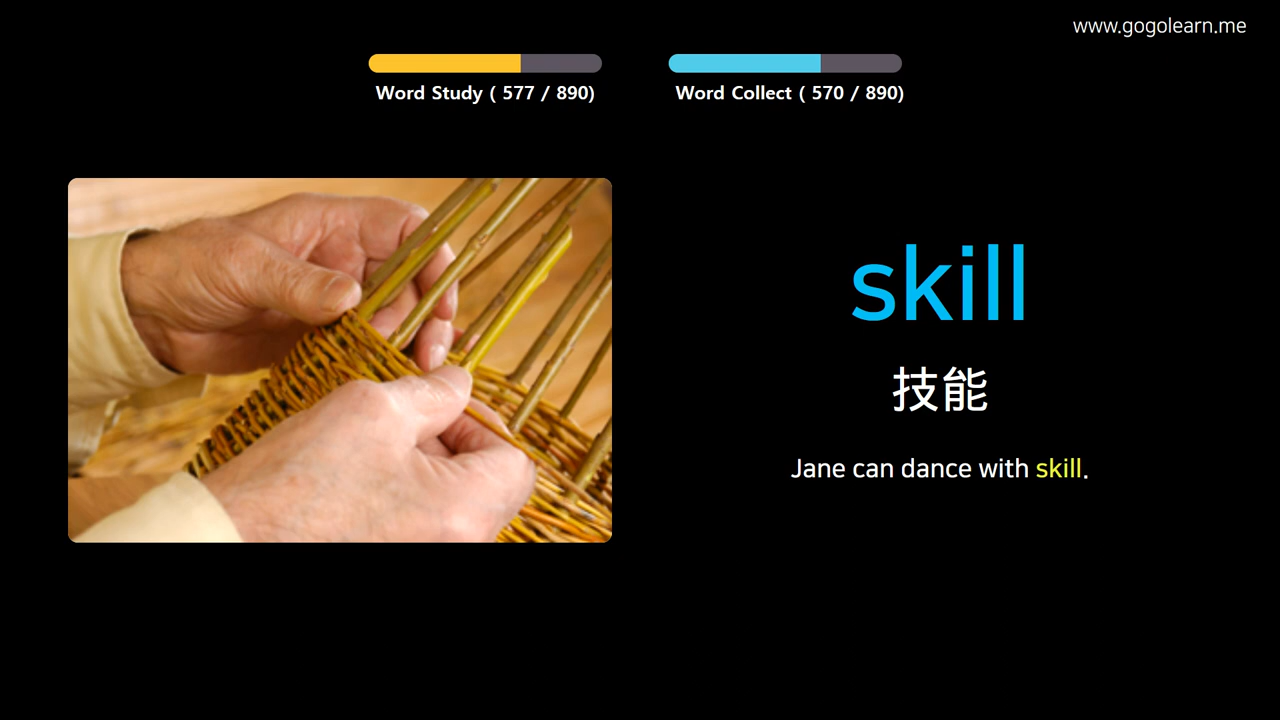 www.gogolearn.me
Word Study ( 577 / 890)
Word Collect ( 570 / 890)
skill
技能
Jane can dance with skill.